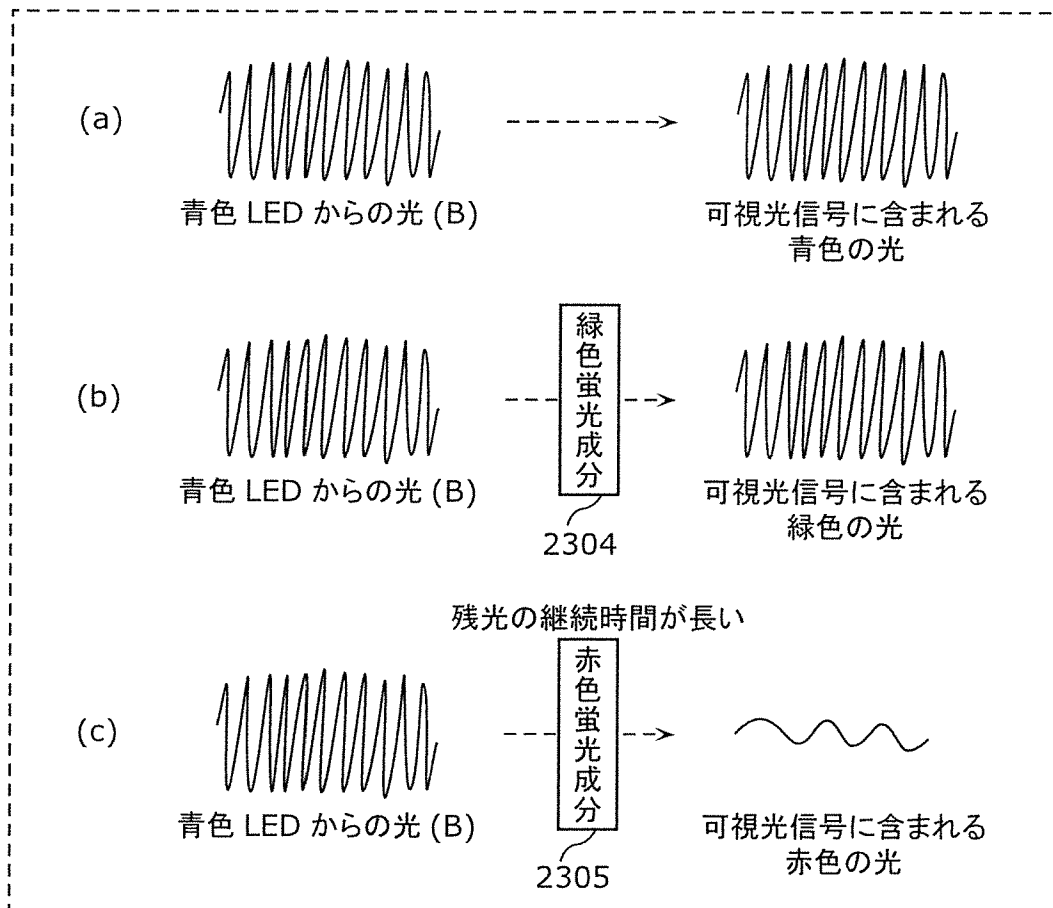 (a)
青色 LED からの光 (B)
可視光信号に含まれる
青色の光
(b)
緑色蛍光成分
2304
青色 LED からの光 (B)
可視光信号に含まれる
緑色の光
残光の継続時間が長い
(c)
赤色蛍光成分
2305
青色 LED からの光 (B)
可視光信号に含まれる
赤色の光